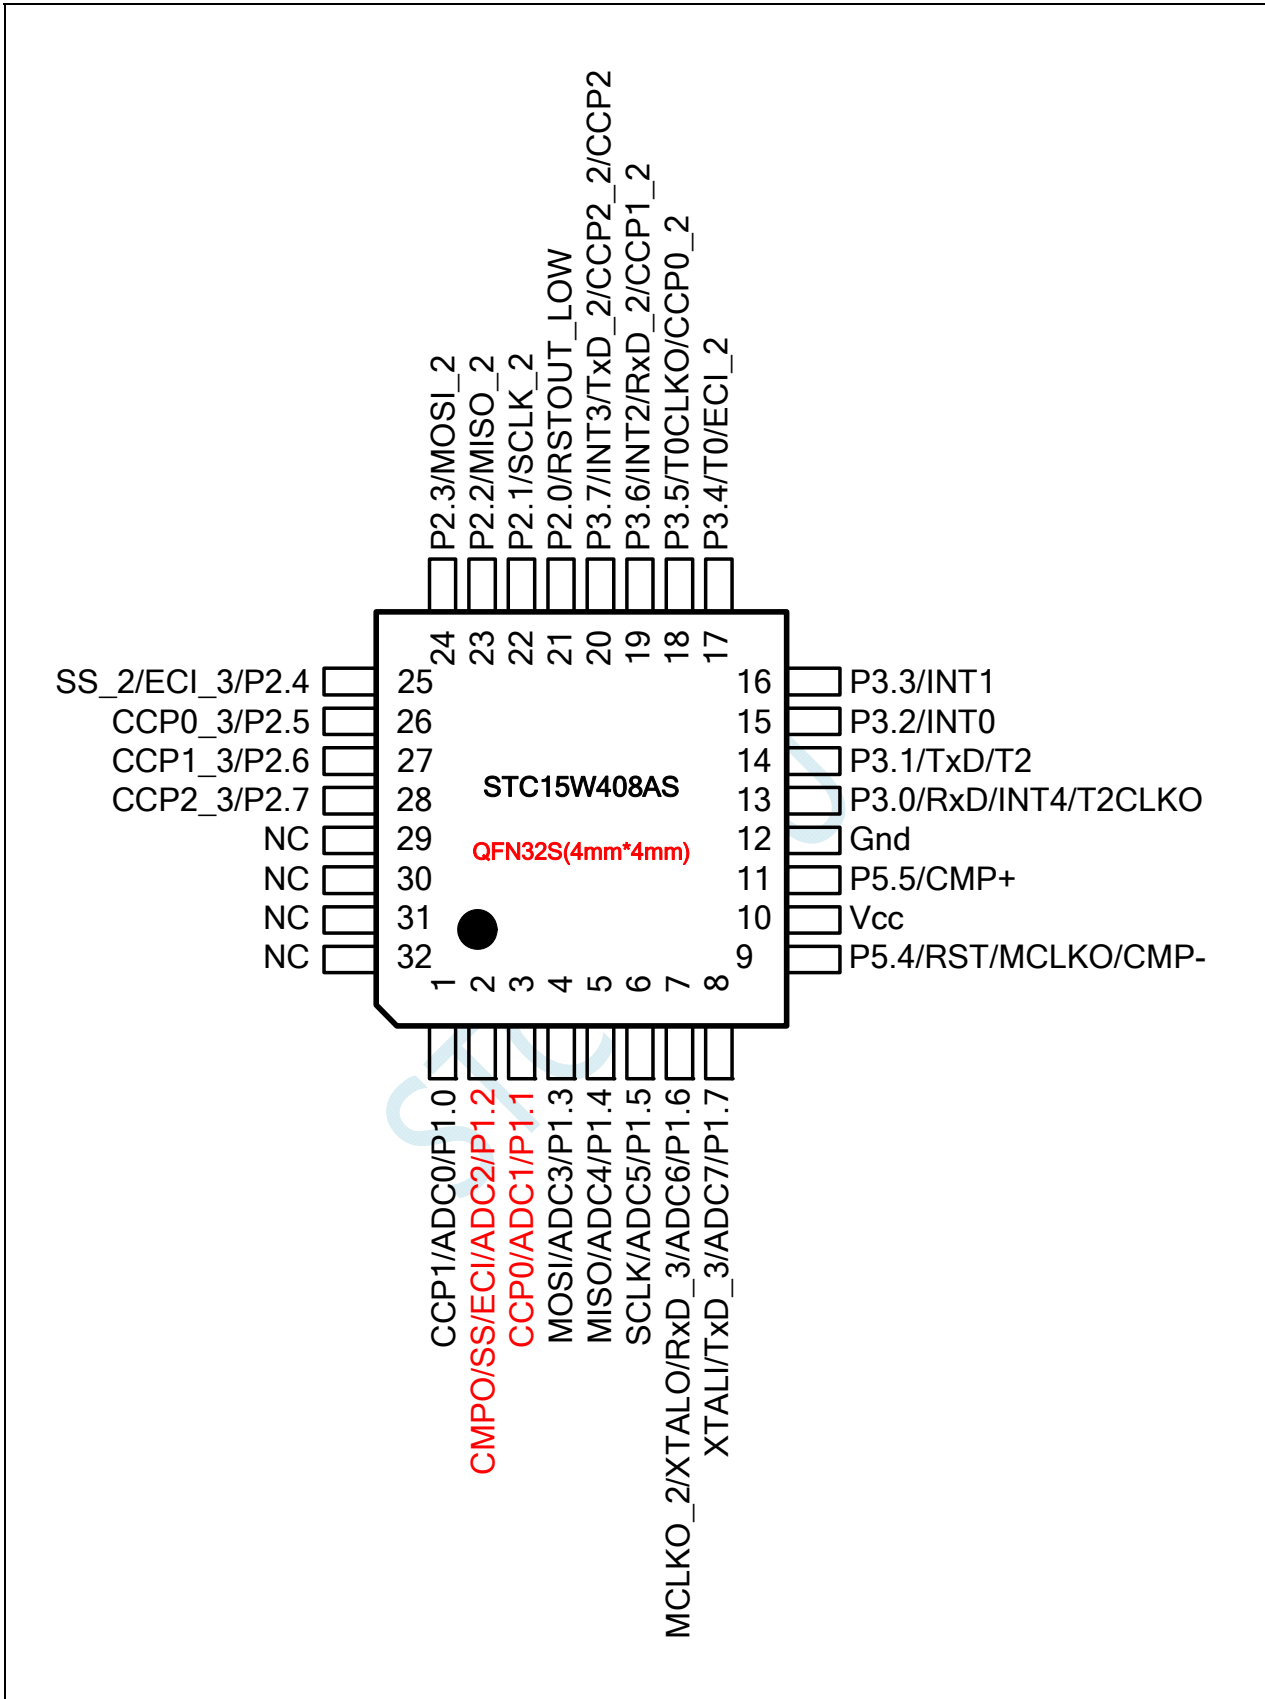 P2.3/MOSI_2
P2.2/MISO_2
P2.1/SCLK_2
P2.0/RSTOUT_LOW
P3.7/INT3/TxD_2/CCP2_2/CCP2
P3.6/INT2/RxD_2/CCP1_2
P3.5/T0CLKO/CCP0_2
P3.4/T0/ECI_2
24 23 22 21 20 19 18 17
SS_2/ECI_3/P2.4 25 16 P3.3/INT1
CCP0_3/P2.5 26 15 P3.2/INT0
CCP1_3/P2.6 27 14 P3.1/TxD/T2
STC15W408AS
CCP2_3/P2.7 28 13 P3.0/RxD/INT4/T2CLKO
NC 29 12 Gnd
QFN32S(4mm*4mm)
NC 30 11 P5.5/CMP+
NC 31 10 Vcc
NC 32 9 P5.4/RST/MCLKO/CMP-
1 2 3 4 5 6 7 8
CCP1/ADC0/P1.0
CMPO/SS/ECI/ADC2/P1.2
CCP0/ADC1/P1.1
MOSI/ADC3/P1.3
MISO/ADC4/P1.4
SCLK/ADC5/P1.5
MCLKO_2/XTALO/RxD_3/ADC6/P1.6
XTALI/TxD_3/ADC7/P1.7